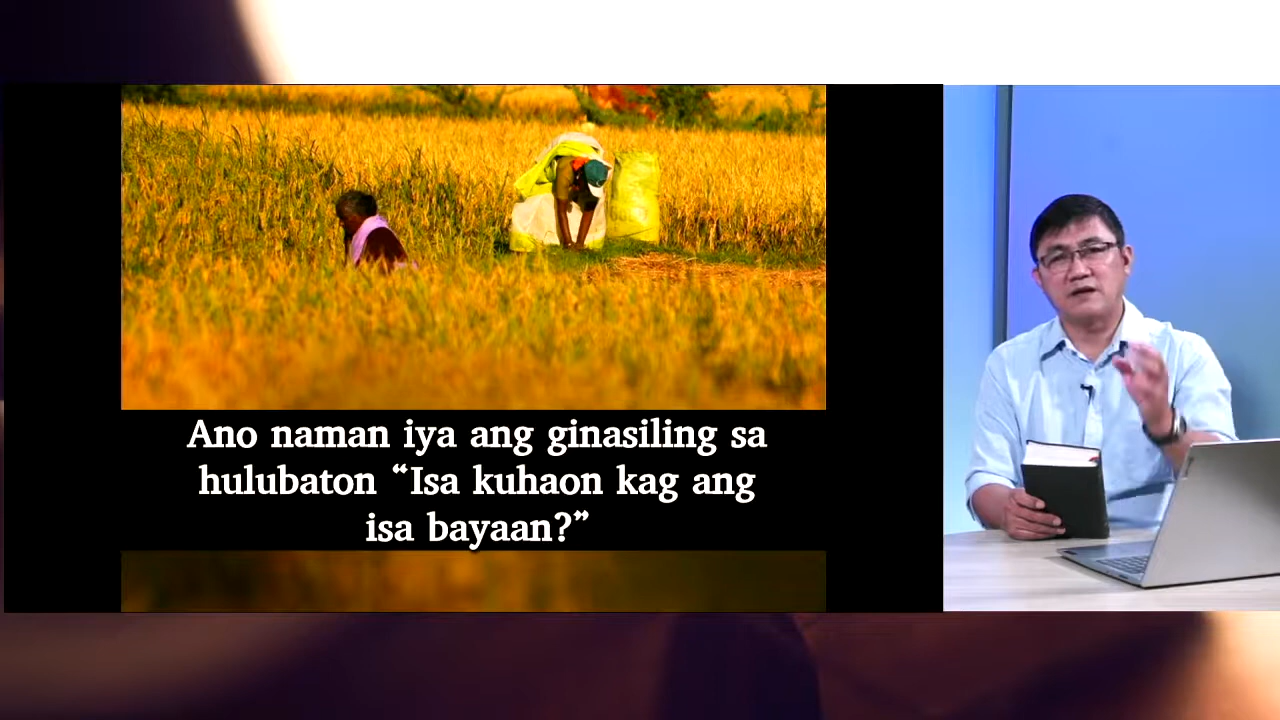 Ano naman iya ang ginasiling sa
hulubaton “Isa kuhaon kag ang
isa bayaan?”